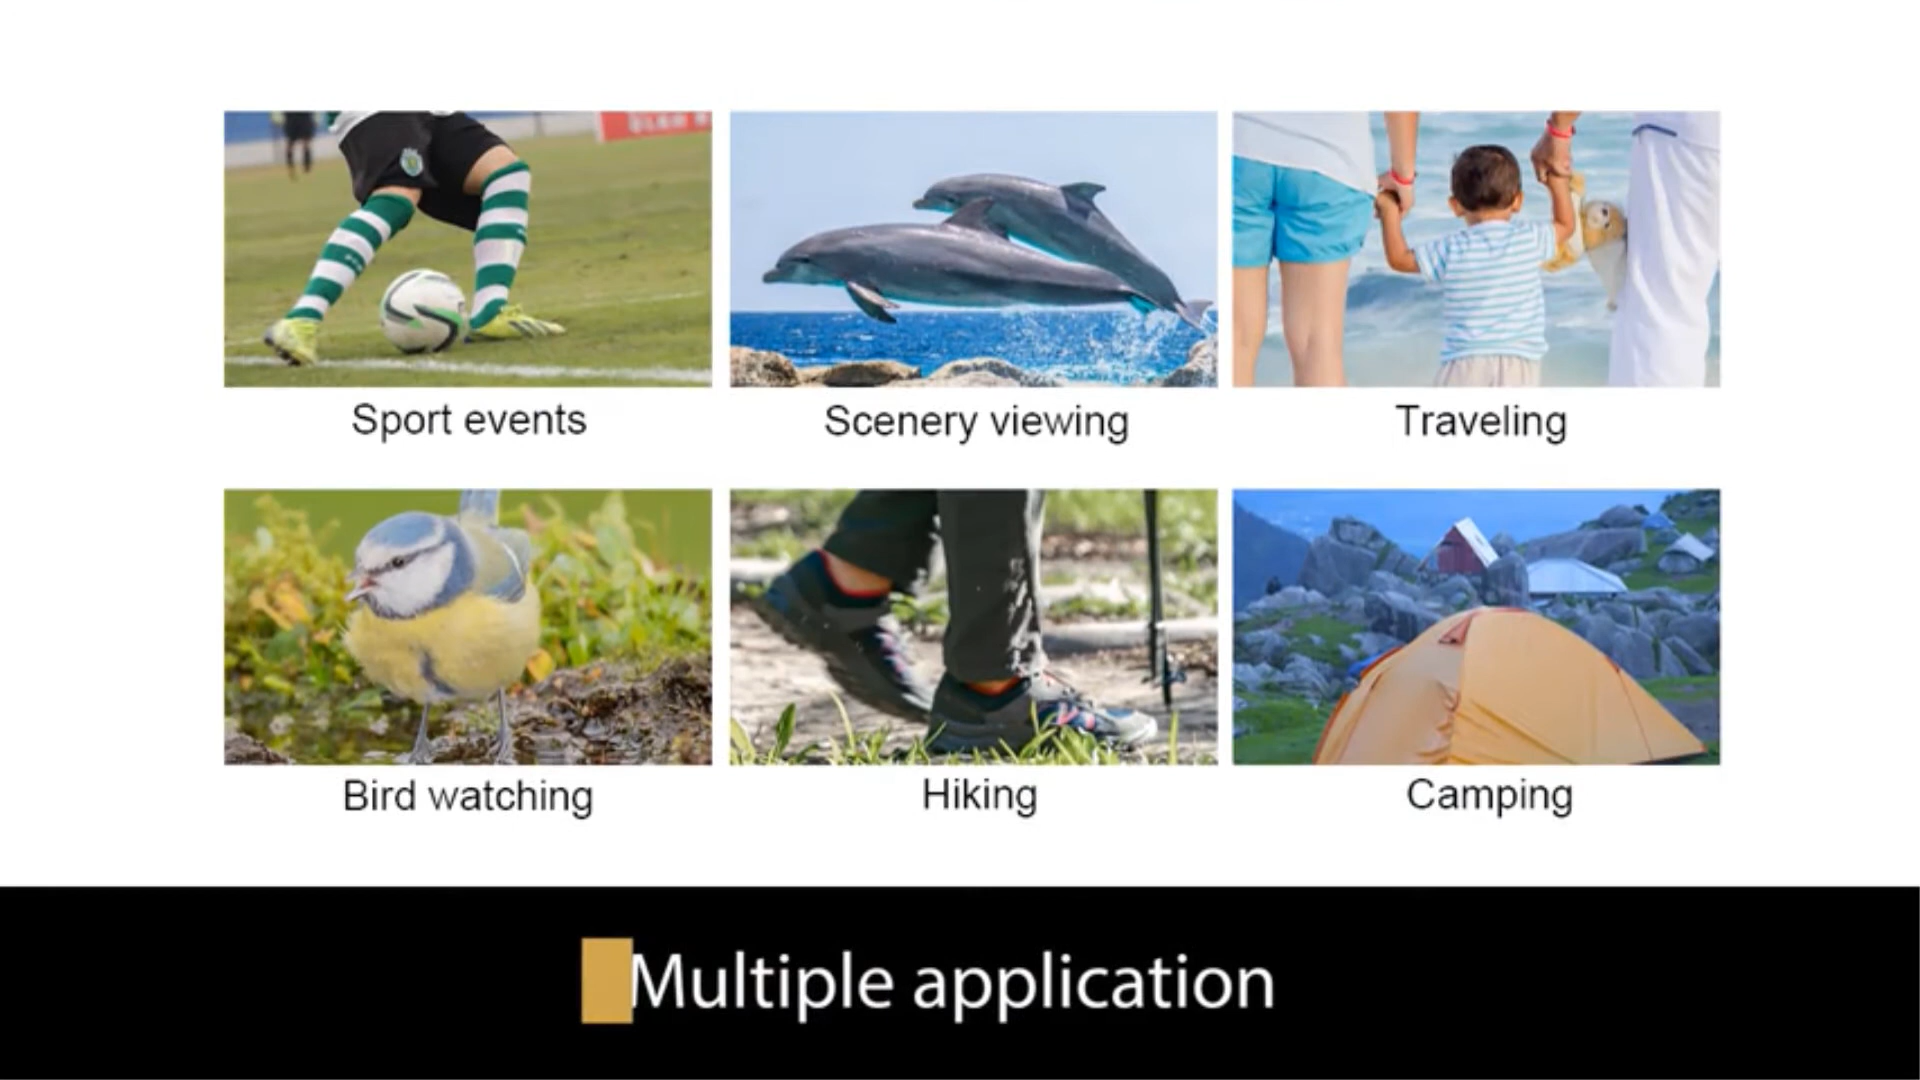 Sport events
Scenery viewing
Traveling
Bird watching
Hiking
Camping
Multiple application